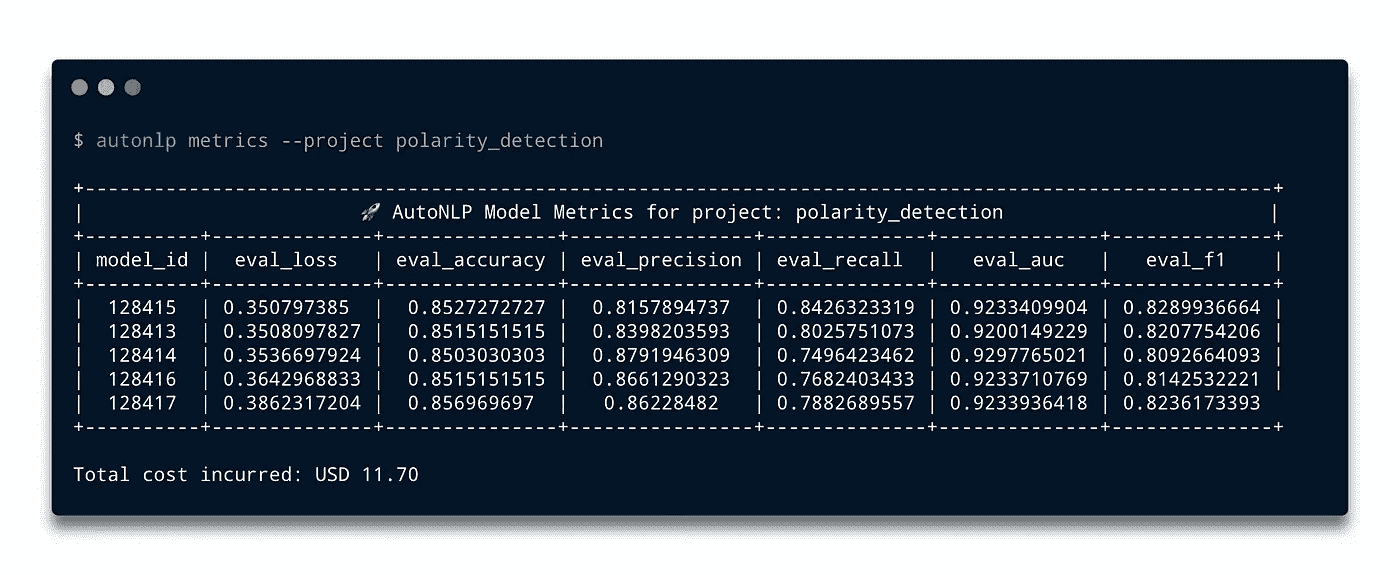 $ autonlp metrics --project polarity_detection
+-------------------------------------------------------------------------------------------------------+
| 🚀 AutoNLP Model Metrics for project: polarity_detection |
+----------+--------------+---------------+----------------+--------------+--------------+--------------+
| model_id | eval_loss | eval_accuracy | eval_precision | eval_recall | eval_auc | eval_f1 |
+----------+--------------+---------------+----------------+--------------+--------------+--------------+
| 128415 | 0.350797385 | 0.8527272727 | 0.8157894737 | 0.8426323319 | 0.9233409904 | 0.8289936664 |
| 128413 | 0.3508097827 | 0.8515151515 | 0.8398203593 | 0.8025751073 | 0.9200149229 | 0.8207754206 |
| 128414 | 0.3536697924 | 0.8503030303 | 0.8791946309 | 0.7496423462 | 0.9297765021 | 0.8092664093 |
| 128416 | 0.3642968833 | 0.8515151515 | 0.8661290323 | 0.7682403433 | 0.9233710769 | 0.8142532221 |
| 128417 | 0.3862317204 | 0.856969697 | 0.86228482 | 0.7882689557 | 0.9233936418 | 0.8236173393
+----------+--------------+---------------+----------------+--------------+--------------+--------------+
Total cost incurred: USD 11.70